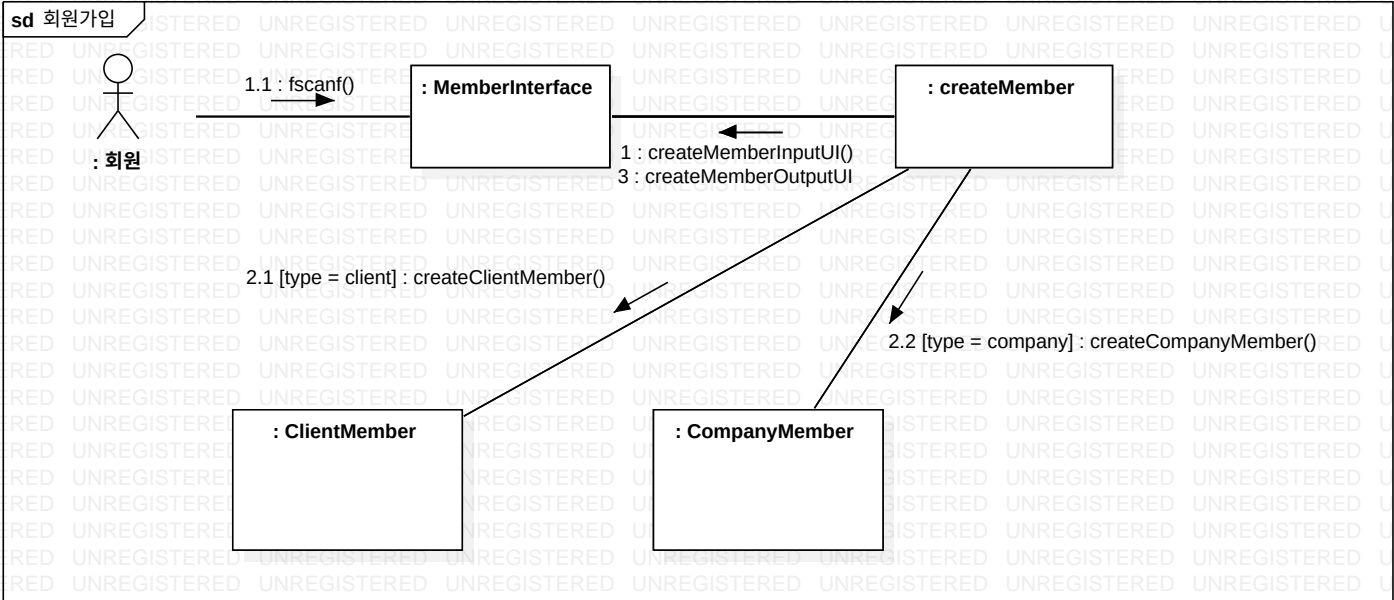 sd 회원가입
1.1 : fscanf()
: MemberInterface
: createMember
: 회원
1 : createMemberInputUI()
3 : createMemberOutputUI
2.1 [type = client] : createClientMember()
2.2 [type = company] : createCompanyMember()
: ClientMember
: CompanyMember
UNREGISTERED